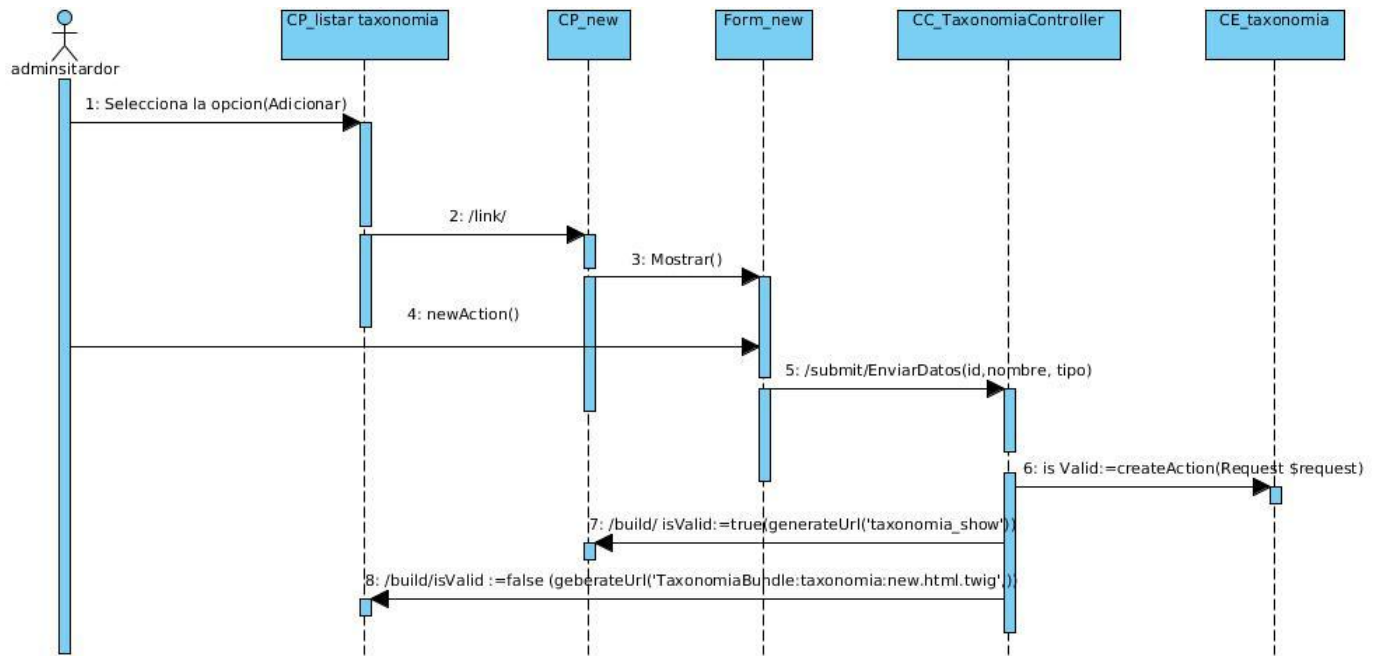 CP_listar taxonomia
CP_new
Form_new
CC_TaxonomiaController
CE_taxonomia
adminsitardor
1: Selecciona la opcion(Adicionar)
2: /link/
3: Mostrar()
4: newAction()
5: /submit/EnviarDatos(id,nombre, tipo)
6: is Valid:=createAction(Request $request)
7: /build/ isValid:=true(generateUrl('taxonomia_show'))
8: /build/isValid :=false (geberateUrl('TaxonomiaBundle:taxonomia:new.html.twig',))